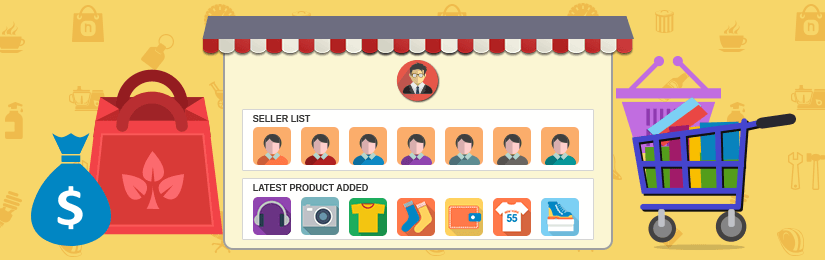 SELLER LIST
LATEST PRODUCT ADDED
$
55